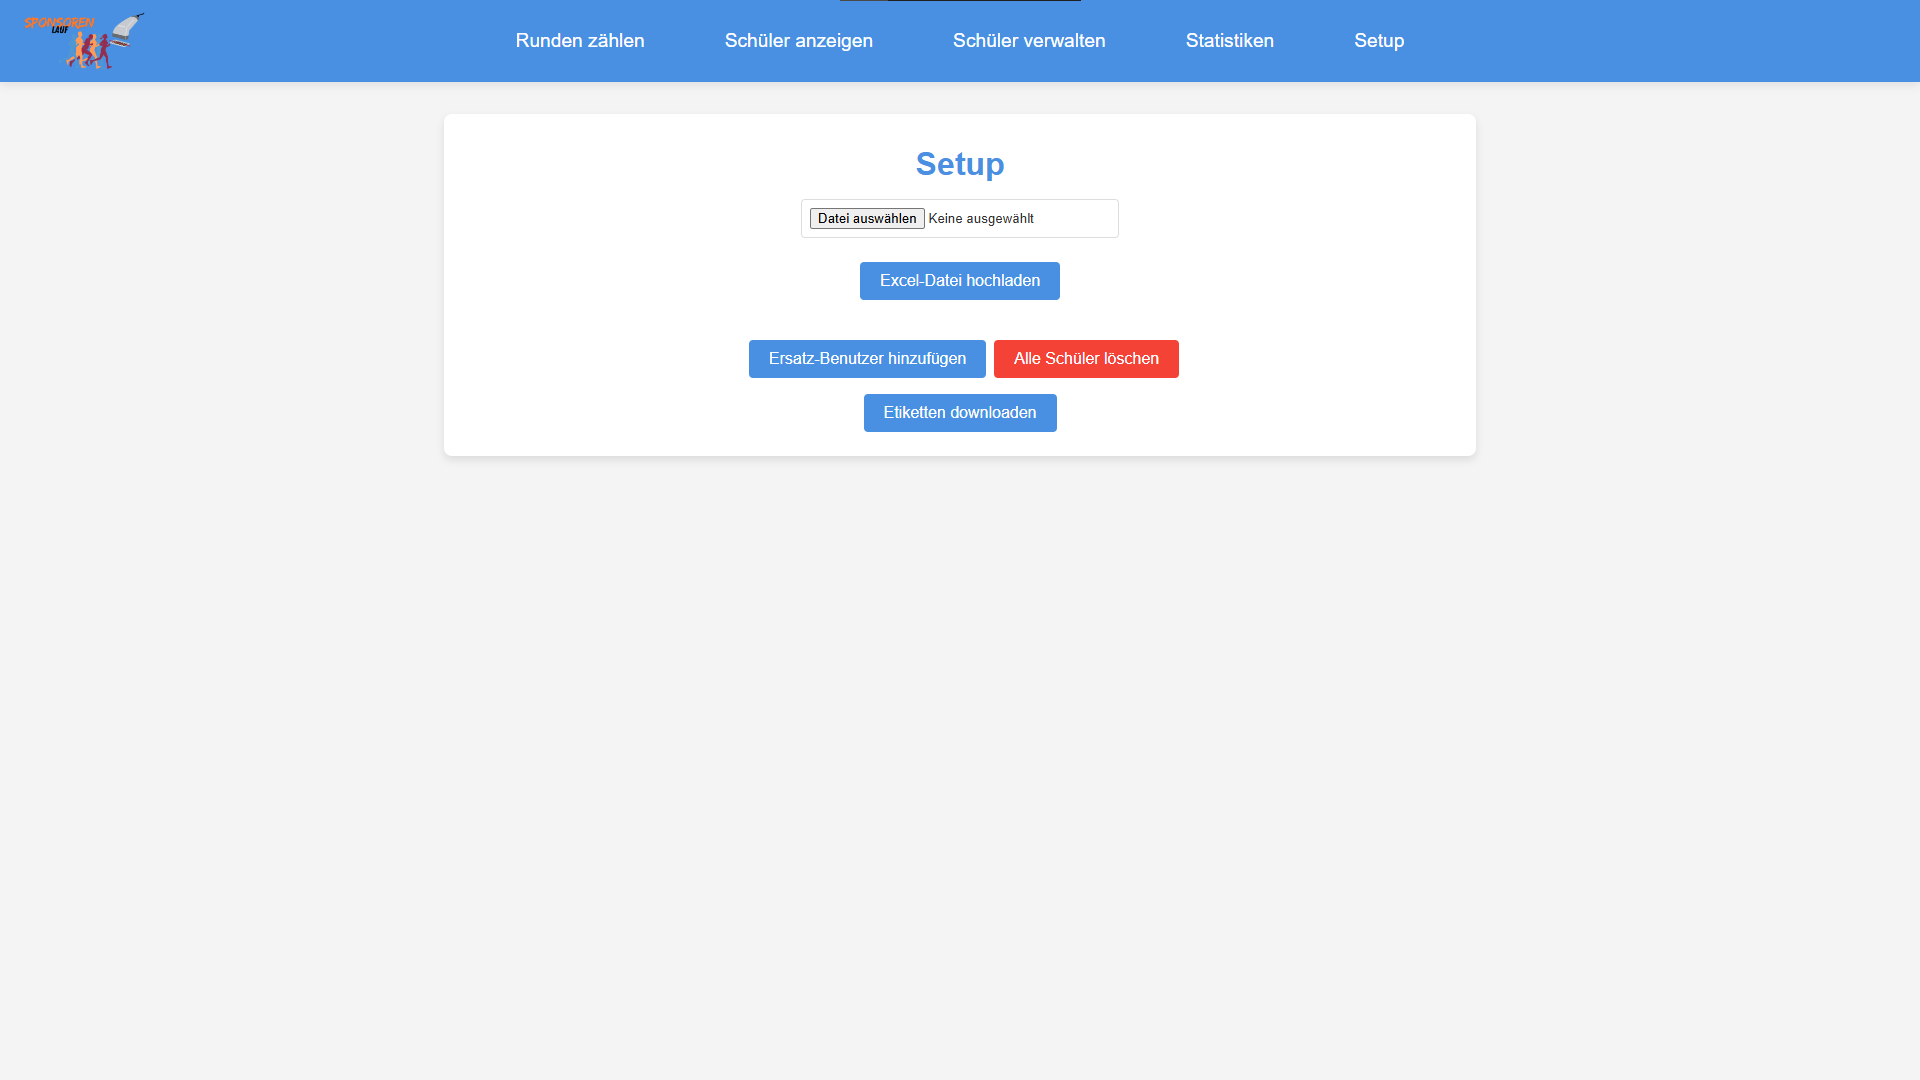 SPONSOREN
LAUF
Runden zählen
Schüler anzeigen
Schüler verwalten
Statistiken
Setup
Setup
Datei auswählen Keine ausgewählt
Excel-Datei hochladen
Ersatz-Benutzer hinzufügen
Alle Schüler löschen
Etiketten downloaden